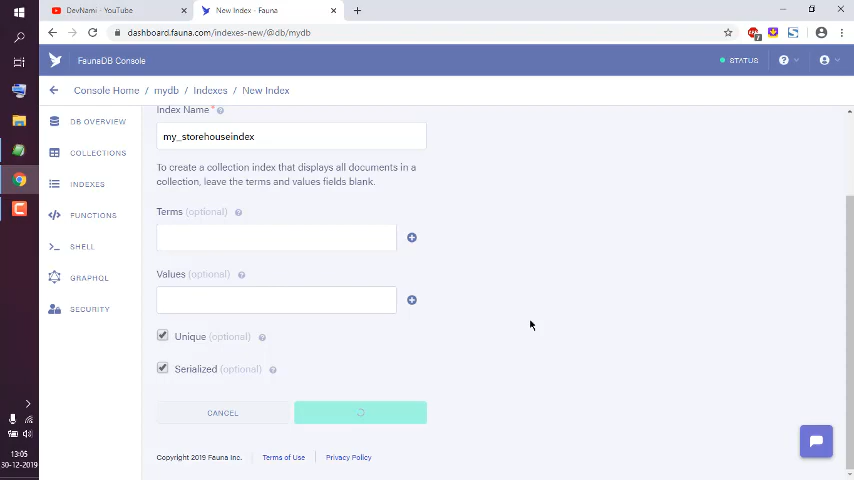 DevNami - YouTube
New Index - Fauna
dashboard.fauna.com/indexes-new/@db/mydb
FaunaDB Console
STATUS
Console Home / mydb / Indexes / New Index
DB OVERVIEW
COLLECTIONS
INDEXES
FUNCTIONS
SHELL
GRAPHQL
SECURITY
Index Name*
my_storehouseindex
To create a collection index that displays all documents in a
collection, leave the terms and values fields blank.
Terms (optional)
Values (optional)
Unique (optional)
Serialized (optional)
CANCEL
Copyright 2019 Fauna Inc.
Terms of Use
Privacy Policy
13:05
30-12-2019